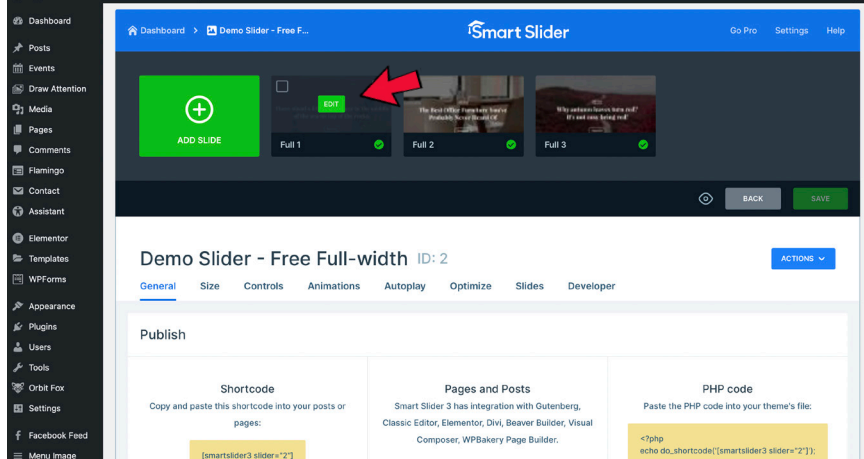 Dashboard
Posts
Events
Draw Attention
Media
Pages
Comments
Flamingo
Contact
Assistant
Elementor
Templates
WPForms
Appearance
Plugins
Users
Tools
Orbit Fox
Settings
Facebook Feed
Menu Image
Dashboard > Demo Slider - Free F...
Smart Slider
Go Pro Settings Help
ADD SLIDE
EDIT
Full 1
The Best Office Furniture You've
Probably Never Heard Of
Full 2
Why autumn leaves turn red?
It's not easy being red!
Full 3
BACK SAVE
Demo Slider - Free Full-width ID: 2
ACTIONS
General Size Controls Animations Autoplay Optimize Slides Developer
Publish
Shortcode
Copy and paste this shortcode into your posts or
pages:
[smartslider3 slider="2"]
Pages and Posts
Smart Slider 3 has integration with Gutenberg,
Classic Editor, Elementor, Divi, Beaver Builder, Visual
Composer, WPBakery Page Builder.
PHP code
Paste the PHP code into your theme's file:
<?php
echo do_shortcode('[smartslider3 slider="2"]');